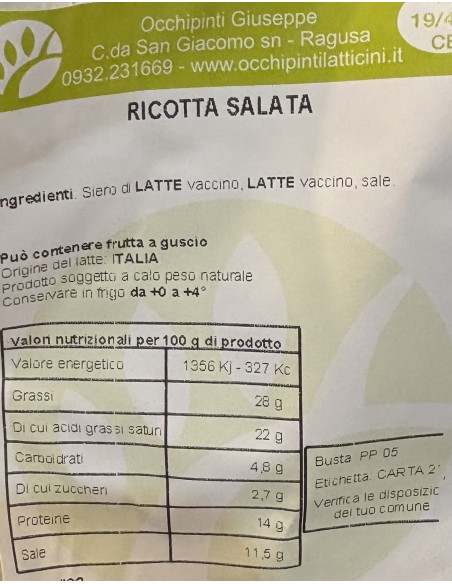 Occhipinti Giuseppe
C.da San Giacomo sn - Ragusa
0932.231669 - www.occhipintilatticini.it
19/4
CE
RICOTTA SALATA
ngredienti. Siero di LATTE vaccino, LATTE vaccino, sale.
Può contenere frutta a guscio
Origine del latte: ITALIA
Prodotto soggetto a calo peso naturale
Conservare in frigo da +0 a +4°
Valori nutrizionali per 100 g di prodotto
Valore energetico 1356 Kj - 327 Kc
Grassi 28 g
Di cui acidi grassi saturi 22 g
Carboidrati 4,8 g
Di cui zuccheri 2,7 g
Proteine 14 g
Sale 11,5 g
Busta PP 05
Etichetta: CARTA 2
Verifica le disposizic
del tuo comune